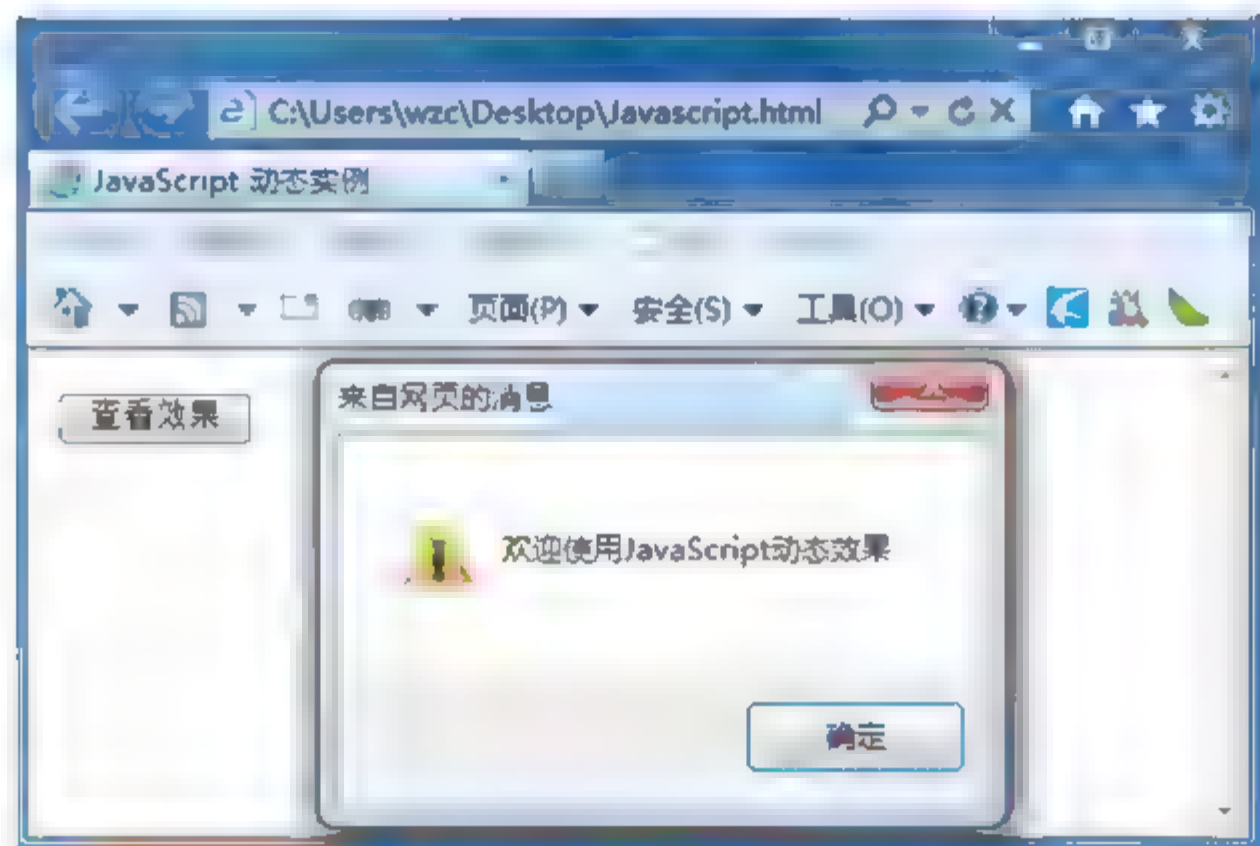 C:\Users\wzc\Desktop\Javascript.html
JavaScript 动态实例
页面(P) 安全(S) 工具(O)
查看效果
来自网页的消息
欢迎使用JavaScript动态效果
确定